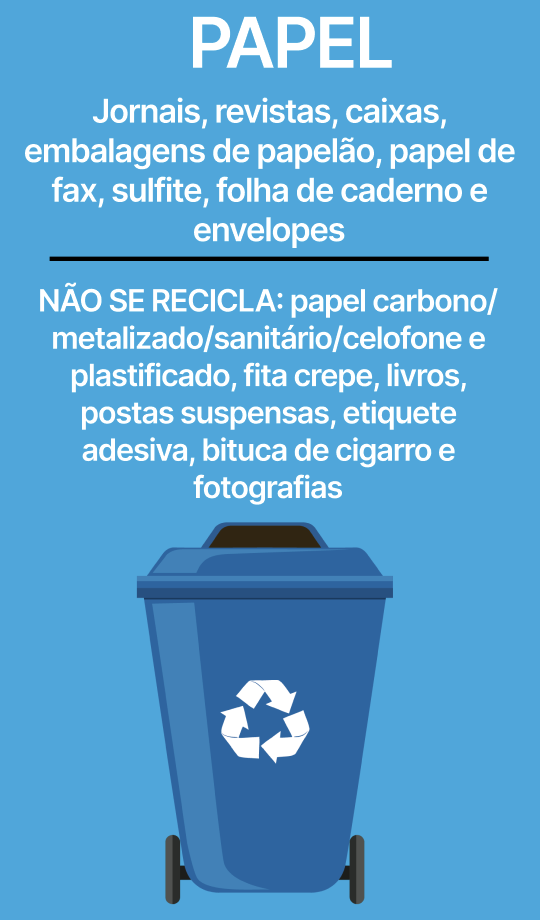 PAPEL
Jornais, revistas, caixas,
embalagens de papelão, papel de
fax, sulfite, folha de caderno e
envelopes
NÃO SE RECICLA: papel carbono/
metalizado/sanitário/celofone e
plastificado, fita crepe, livros,
postas suspensas, etiquete
adesiva, bituca de cigarro e
fotografias